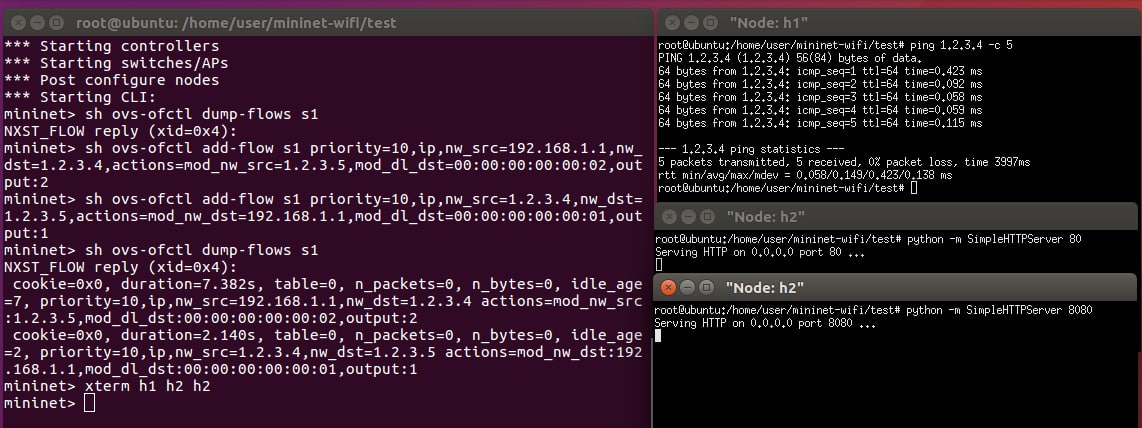 root@ubuntu: /home/user/mininet-wifi/test
*** Starting controllers
*** Starting switches/APs
*** Post configure nodes
*** Starting CLI:
mininet> sh ovs-ofctl dump-flows s1
NXST_FLOW reply (xid=0x4):
mininet> sh ovs-ofctl add-flow s1 priority=10,ip,nw_src=192.168.1.1,nw_
dst=1.2.3.4,actions=mod_nw_src=1.2.3.5,mod_dl_dst=00:00:00:00:00:02,out
put:2
mininet> sh ovs-ofctl add-flow s1 priority=10,ip,nw_src=1.2.3.4,nw_dst=
1.2.3.5,actions=mod_nw_dst=192.168.1.1,mod_dl_dst=00:00:00:00:00:01,out
put:1
mininet> sh ovs-ofctl dump-flows s1
NXST_FLOW reply (xid=0x4):
 cookie=0x0, duration=7.382s, table=0, n_packets=0, n_bytes=0, idle_age
=7, priority=10,ip,nw_src=192.168.1.1,nw_dst=1.2.3.4 actions=mod_nw_src
:1.2.3.5,mod_dl_dst:00:00:00:00:00:02,output:2
 cookie=0x0, duration=2.140s, table=0, n_packets=0, n_bytes=0, idle_age
=2, priority=10,ip,nw_src=1.2.3.4,nw_dst=1.2.3.5 actions=mod_nw_dst:192
.168.1.1,mod_dl_dst:00:00:00:00:00:01,output:1
mininet> xterm h1 h2 h2
mininet>
"Node: h1"
root@ubuntu:/home/user/mininet-wifi/test# ping 1.2.3.4 -c 5
PING 1.2.3.4 (1.2.3.4) 56(84) bytes of data.
64 bytes from 1.2.3.4: icmp_seq=1 ttl=64 time=0.423 ms
64 bytes from 1.2.3.4: icmp_seq=2 ttl=64 time=0.092 ms
64 bytes from 1.2.3.4: icmp_seq=3 ttl=64 time=0.058 ms
64 bytes from 1.2.3.4: icmp_seq=4 ttl=64 time=0.059 ms
64 bytes from 1.2.3.4: icmp_seq=5 ttl=64 time=0.115 ms
--- 1.2.3.4 ping statistics ---
5 packets transmitted, 5 received, 0% packet loss, time 3997ms
rtt min/avg/max/mdev = 0.058/0.149/0.423/0.138 ms
root@ubuntu:/home/user/mininet-wifi/test#
"Node: h2"
root@ubuntu:/home/user/mininet-wifi/test# python -m SimpleHTTPServer 80
Serving HTTP on 0.0.0.0 port 80 ...
"Node: h2"
root@ubuntu:/home/user/mininet-wifi/test# python -m SimpleHTTPServer 8080
Serving HTTP on 0.0.0.0 port 8080 ...